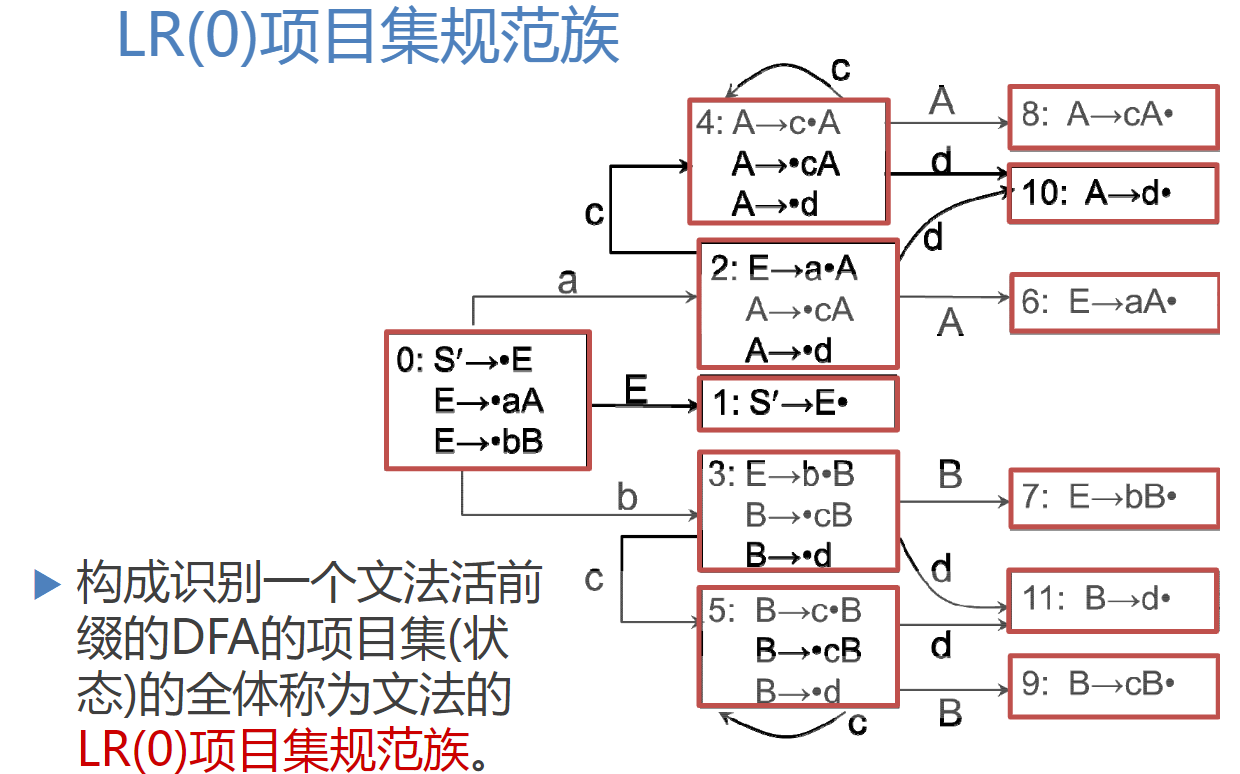 LR(0)项目集规范族
c
4: A→c•A
A→•cA
A→•d
A
8: A→cA•
d
10: A→d•
c
d
2: E→a•A
A→•cA
A→•d
a
A
6: E→aA•
0: S′→•E
E→•aA
E→•bB
E
1: S′→E•
b
3: E→b•B
B→•cB
B→•d
B
7: E→bB•
c
d
5: B→c•B
B→•cB
B→•d
d
11: B→d•
B
9: B→cB•
c
构成识别一个文法活前
缀的DFA的项目集(状
态)的全体称为文法的
LR(0)项目集规范族。